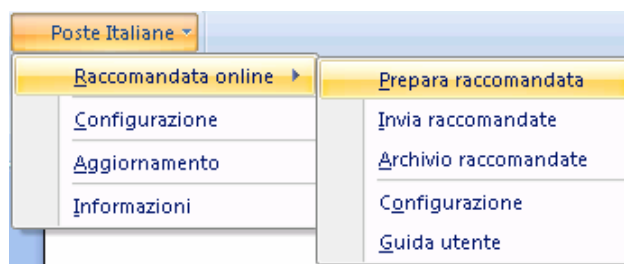 Poste Italiane
Raccomandata online
Configurazione
Aggiornamento
Informazioni
Prepara raccomandata
Invia raccomandate
Archivio raccomandate
Configurazione
Guida utente